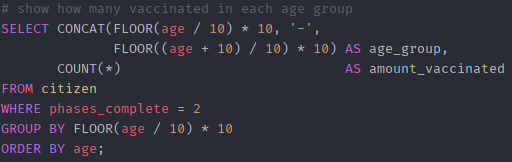 # show how many vaccinated in each age group
SELECT CONCAT(FLOOR(age / 10) * 10, '-',
FLOOR((age + 10) / 10) * 10) AS age_group,
COUNT(*) AS amount_vaccinated
FROM citizen
WHERE phases_complete = 2
GROUP BY FLOOR(age / 10) * 10
ORDER BY age;